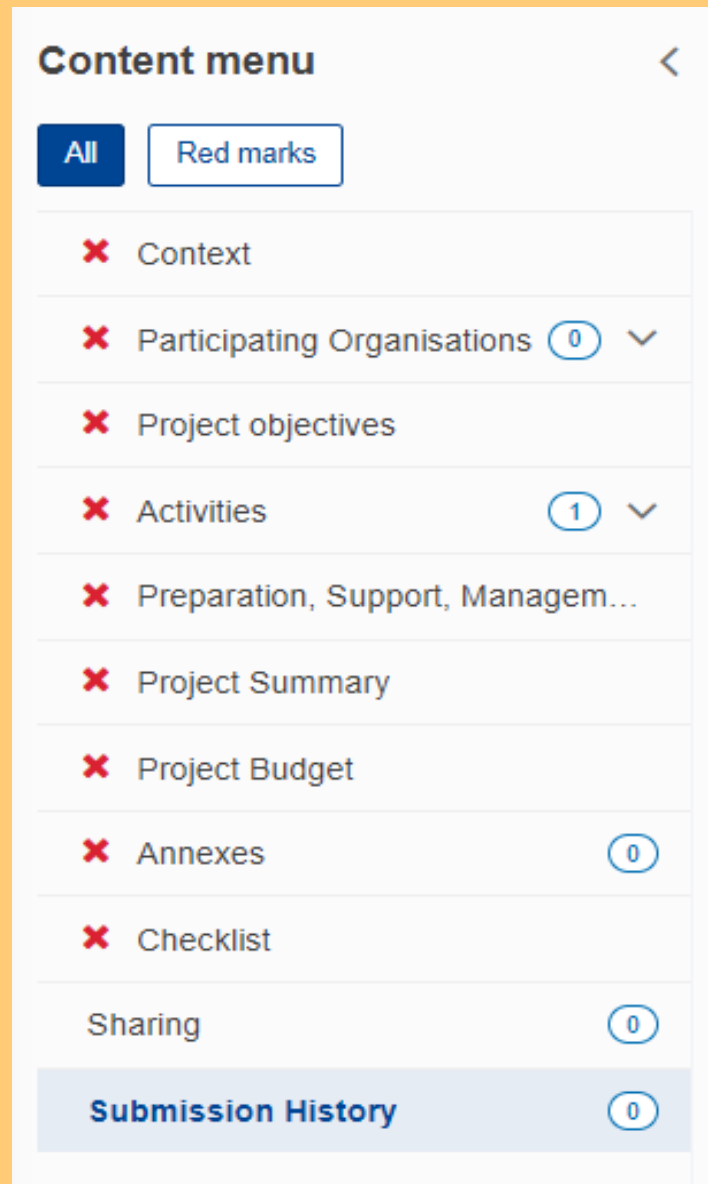 Content menu
All Red marks
Context
Participating Organisations 0
Project objectives
Activities 1
Preparation, Support, Managem...
Project Summary
Project Budget
Annexes 0
Checklist
Sharing 0
Submission History 0